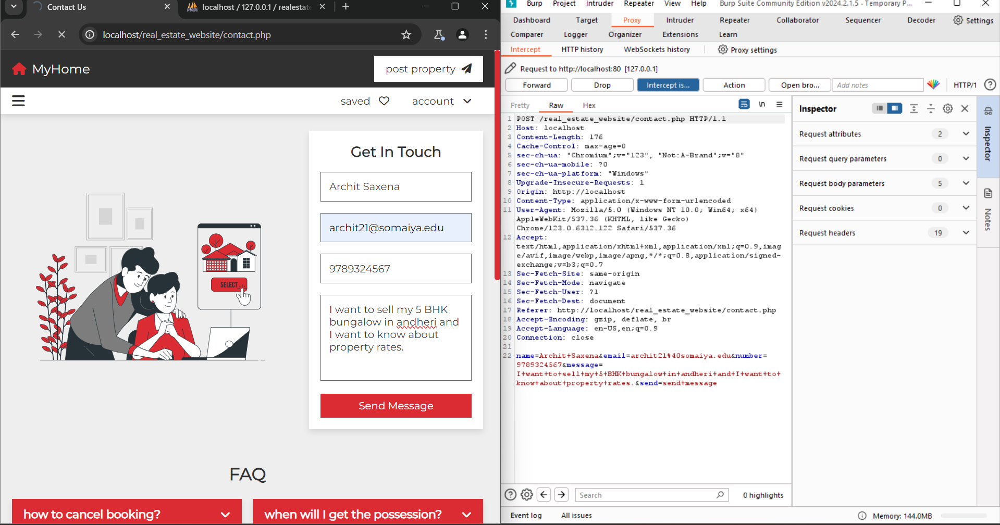 Contact Us
localhost / 127.0.0.1 / realestate
localhost/real_estate_website/contact.php
MyHome
post property
saved
account
Get In Touch
Archit Saxena
archit21@somaiya.edu
9789324567
I want to sell my 5 BHK
bungalow in andheri and
I want to know about
property rates.
Send Message
SELECT
FAQ
how to cancel booking?
when will I get the possession?
Burp Project Intruder Repeater View Help Burp Suite Community Edition v2024.2.1.5 - Temporary P...
Dashboard Target Proxy Intruder Repeater Collaborator Sequencer Decoder Settings
Comparer Logger Organizer Extensions Learn
Intercept HTTP history WebSockets history Proxy settings
Request to http://localhost:80 [127.0.0.1]
Forward Drop Intercept is... Action Open bro... Add notes HTTP/1 ?
Pretty Raw Hex \n
1 POST /real_estate_website/contact.php HTTP/1.1
2 Host: localhost
3 Content-Length: 176
4 Cache-Control: max-age=0
5 sec-ch-ua: "Chromium";v="123", "Not:A-Brand";v="8"
6 sec-ch-ua-mobile: ?0
7 sec-ch-ua-platform: "Windows"
8 Upgrade-Insecure-Requests: 1
9 Origin: http://localhost
10 Content-Type: application/x-www-form-urlencoded
11 User-Agent: Mozilla/5.0 (Windows NT 10.0; Win64; x64)
AppleWebKit/537.36 (KHTML, like Gecko)
Chrome/123.0.6312.122 Safari/537.36
12 Accept:
text/html,application/xhtml+xml,application/xml;q=0.9,imag
e/avif,image/webp,image/apng,*/*;q=0.8,application/signed-
exchange;v=b3;q=0.7
13 Sec-Fetch-Site: same-origin
14 Sec-Fetch-Mode: navigate
15 Sec-Fetch-User: ?1
16 Sec-Fetch-Dest: document
17 Referer: http://localhost/real_estate_website/contact.php
18 Accept-Encoding: gzip, deflate, br
19 Accept-Language: en-US,en;q=0.9
20 Connection: close
21
22 name=Archit+Saxena&email=archit21%40somaiya.edu&number=
9789324567&message=
I+want+to+sell+my+5+BHK+bungalow+in+andheri+and+I+want+to+
know+about+property+rates.&send=send+message
Inspector
Request attributes 2
Request query parameters 0
Request body parameters 5
Request cookies 0
Request headers 19
Inspector
Notes
Search
0 highlights
Event log All issues
Memory: 144.0MB